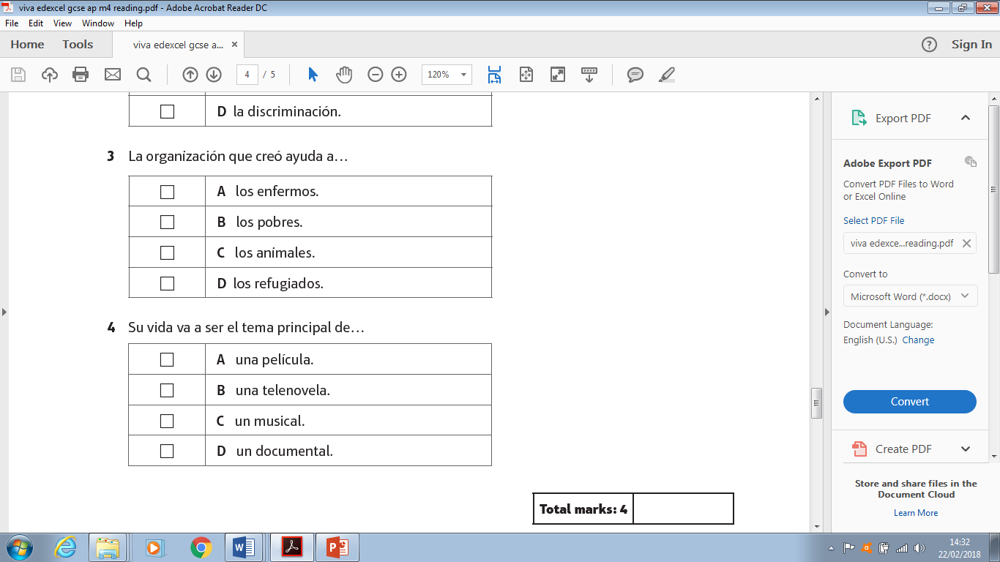 viva edexcel gcse ap m4 reading.pdf - Adobe Acrobat Reader DC
File Edit View Window Help
Home Tools viva edexcel gcse a... × Sign In
4 / 5 120%
D la discriminación.
3 La organización que creó ayuda a…
A los enfermos.
B los pobres.
C los animales.
D los refugiados.
4 Su vida va a ser el tema principal de…
A una película.
B una telenovela.
C un musical.
D un documental.
Total marks: 4
Export PDF
Adobe Export PDF
Convert PDF Files to Word
or Excel Online
Select PDF File
viva edexce...reading.pdf
Convert to
Microsoft Word (*.docx)
Document Language:
English (U.S.) Change
Convert
Create PDF
Store and share files in the
Document Cloud
Learn More
14:32
22/02/2018